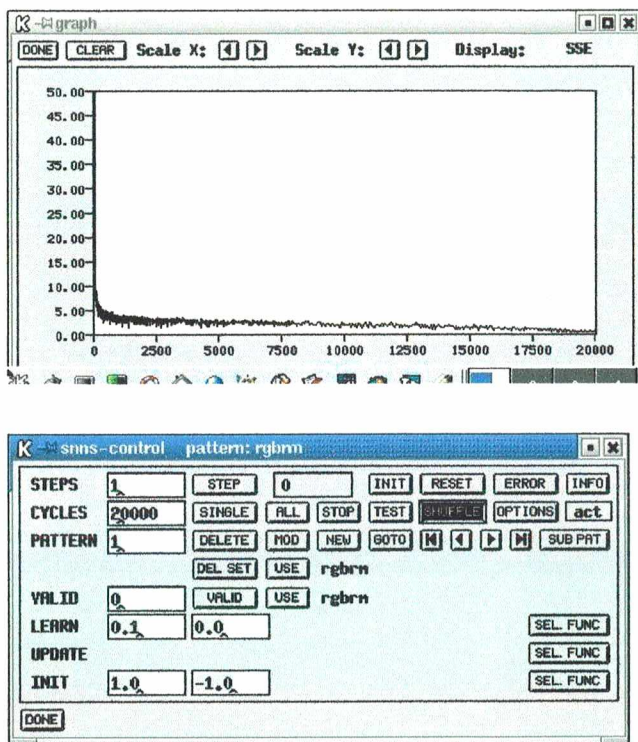 graph
DONE CLEAR Scale X: Scale Y: Display: SSE
50.00
45.00
40.00
35.00
30.00
25.00
20.00
15.00
10.00
5.00
0.00
0 2500 5000 7500 10000 12500 15000 17500 20000
snns-control pattern: rgbrm
STEPS 1 STEP 0 INIT RESET ERROR INFO
CYCLES 20000 SINGLE ALL STOP TEST SHUFFLE OPTIONS act
PATTERN 1 DELETE MOD NEW GOTO SUB PAT
DEL SET USE rgbrm
VALID 0 VALID USE rgbrm
LEARN 0.1 0.0 SEL. FUNC
UPDATE SEL. FUNC
INIT 1.0 -1.0 SEL. FUNC
DONE